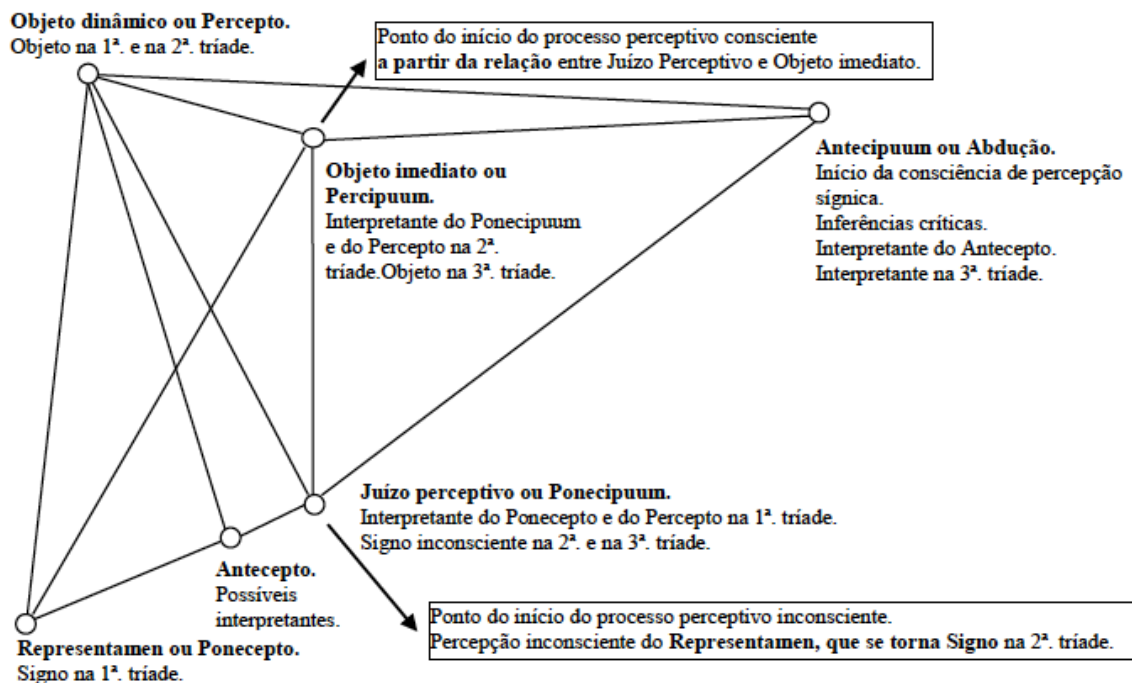 Objeto dinâmico ou Percepto.
Objeto na 1ª. e na 2ª. tríade.
Ponto do início do processo perceptivo consciente
a partir da relação entre Juízo Perceptivo e Objeto imediato.
Objeto imediato ou
Percipuum.
Interpretante do Ponecipuum
e do Percepto na 2ª.
tríade.Objeto na 3ª. tríade.
Antecipuum ou Abdução.
Início da consciência de percepção
sígnica.
Inferências críticas.
Interpretante do Antecepto.
Interpretante na 3ª. tríade.
Juízo perceptivo ou Ponecipuum.
Interpretante do Ponecepto e do Percepto na 1ª. tríade.
Signo inconsciente na 2ª. e na 3ª. tríade.
Antecepto.
Possíveis
interpretantes.
Ponto do início do processo perceptivo inconsciente.
Percepção inconsciente do Representamen, que se torna Signo na 2ª. tríade.
Representamen ou Ponecepto.
Signo na 1ª. tríade.